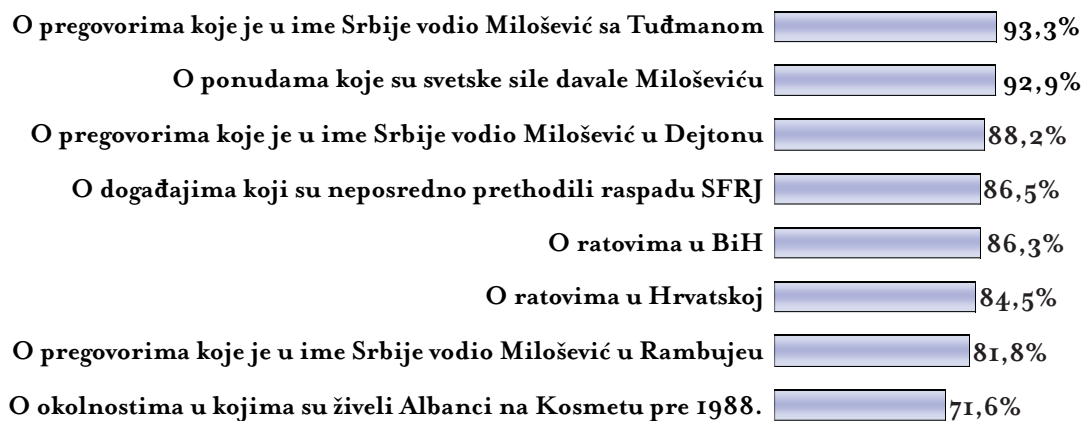 O pregovorima koje je u ime Srbije vodio Milošević sa Tuđmanom 93,3%
O ponudama koje su svetske sile davale Miloševiću 92,9%
O pregovorima koje je u ime Srbije vodio Milošević u Dejtonu 88,2%
O događajima koji su neposredno prethodili raspadu SFRJ 86,5%
O ratovima u BiH 86,3%
O ratovima u Hrvatskoj 84,5%
O pregovorima koje je u ime Srbije vodio Milošević u Rambujeu 81,8%
O okolnostima u kojima su živeli Albanci na Kosmetu pre 1988. 71,6%